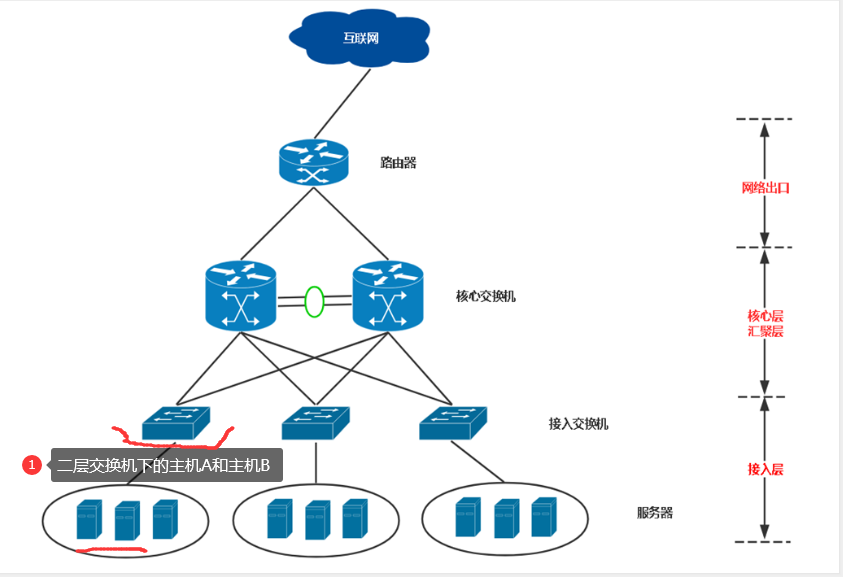 互联网
路由器
网络出口
核心交换机
核心层
汇聚层
接入交换机
1 二层交换机下的主机A和主机B
接入层
服务器